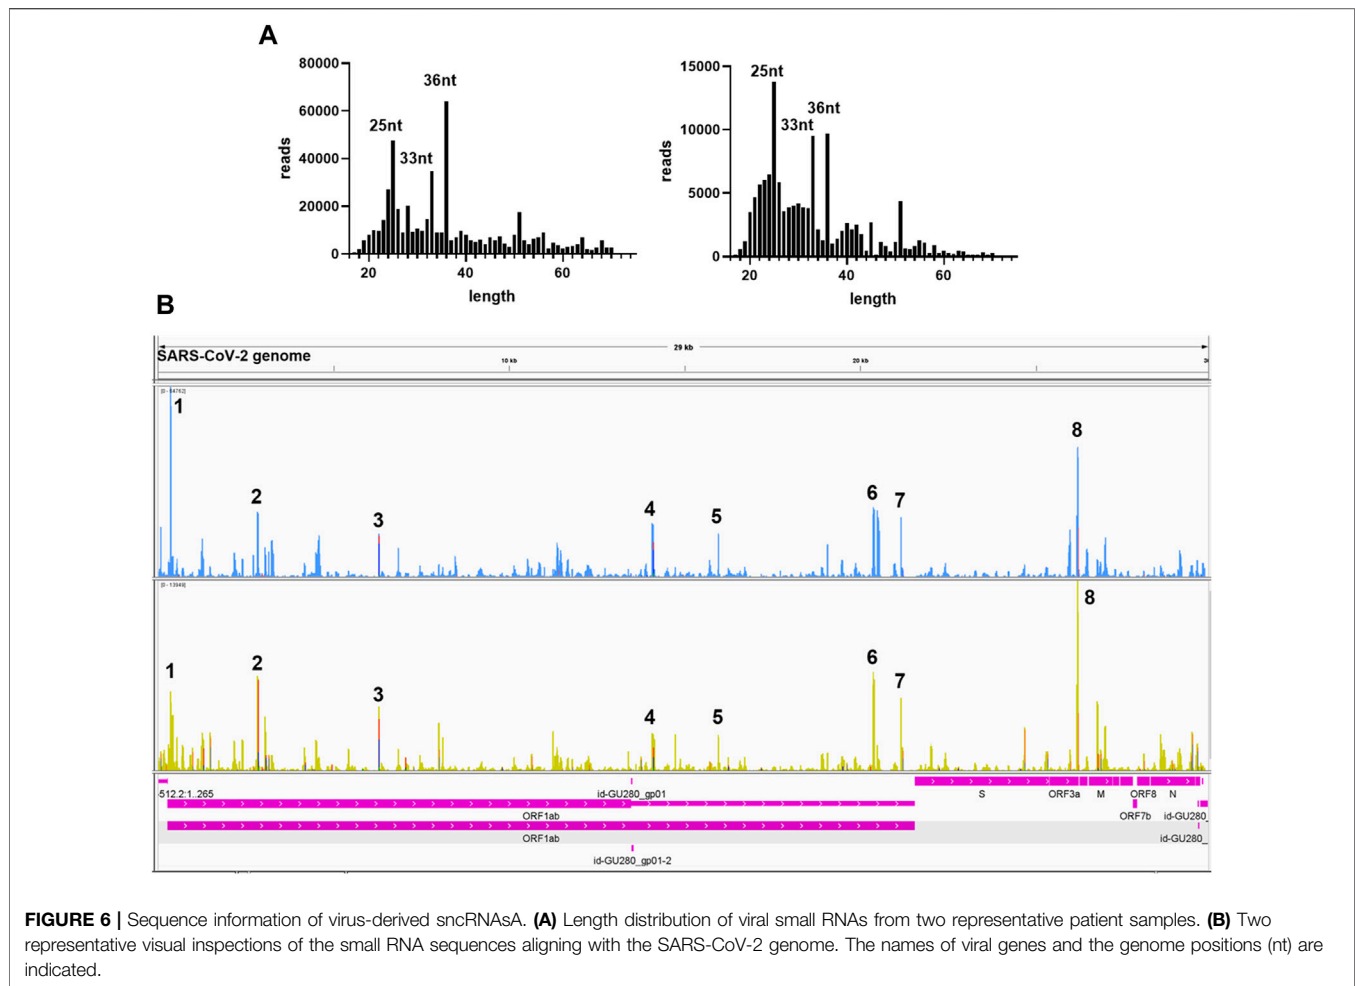 A
80000
60000
40000
20000
0
reads
25nt
33nt
36nt
20
40
60
length
15000
10000
5000
0
reads
25nt
33nt
36nt
20
40
60
length
B
SARS-CoV-2 genome
29 kb
10 kb
20 kb
1
2
3
4
5
6
7
8
[0 - 13949]
1
2
3
4
5
6
7
8
512.2:1..265
id-GU280_gp01
S
ORF3a
M
ORF8
N
ORF1ab
ORF7b
id-GU280_
ORF1ab
id-GU280_
id-GU280_gp01-2
FIGURE 6 | Sequence information of virus-derived sncRNAsA. (A) Length distribution of viral small RNAs from two representative patient samples. (B) Two
representative visual inspections of the small RNA sequences aligning with the SARS-CoV-2 genome. The names of viral genes and the genome positions (nt) are
indicated.